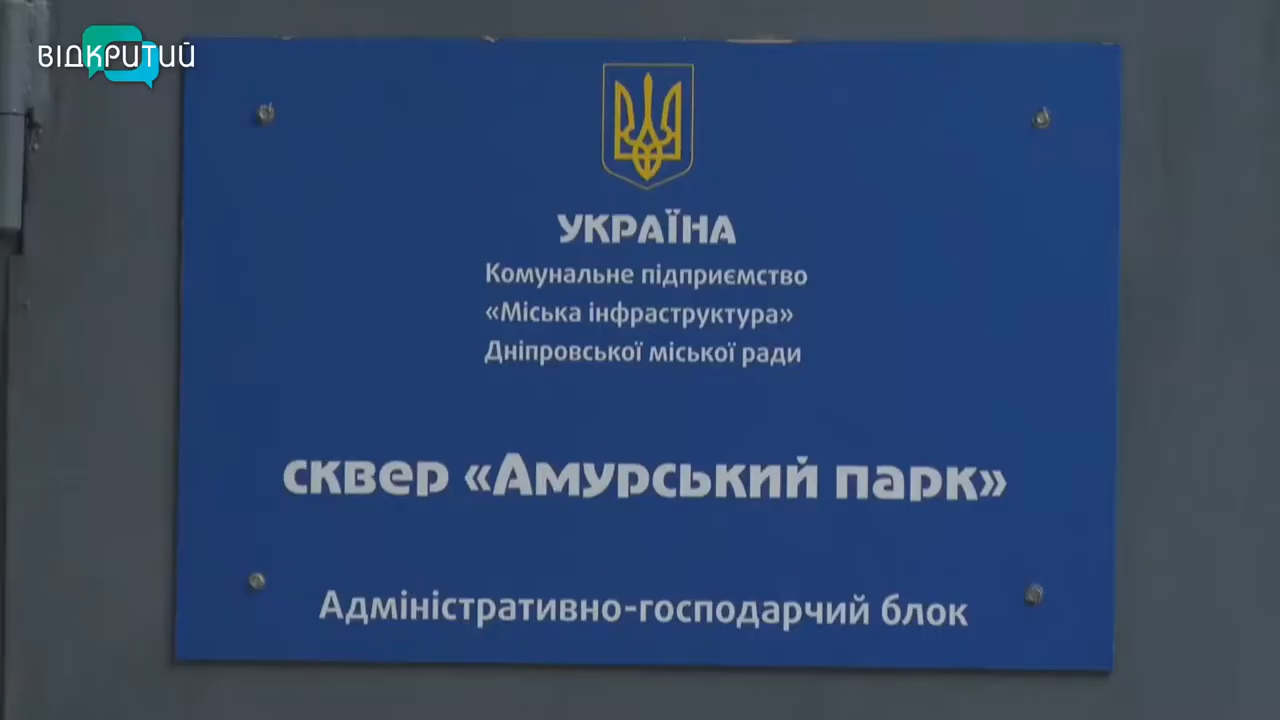 ВІДКРИТИЙ
УКРАЇНА
Комунальне підприємство
«Міська інфраструктура»
Дніпровської міської ради
сквер «Амурський парк»
Адміністративно-господарчий блок